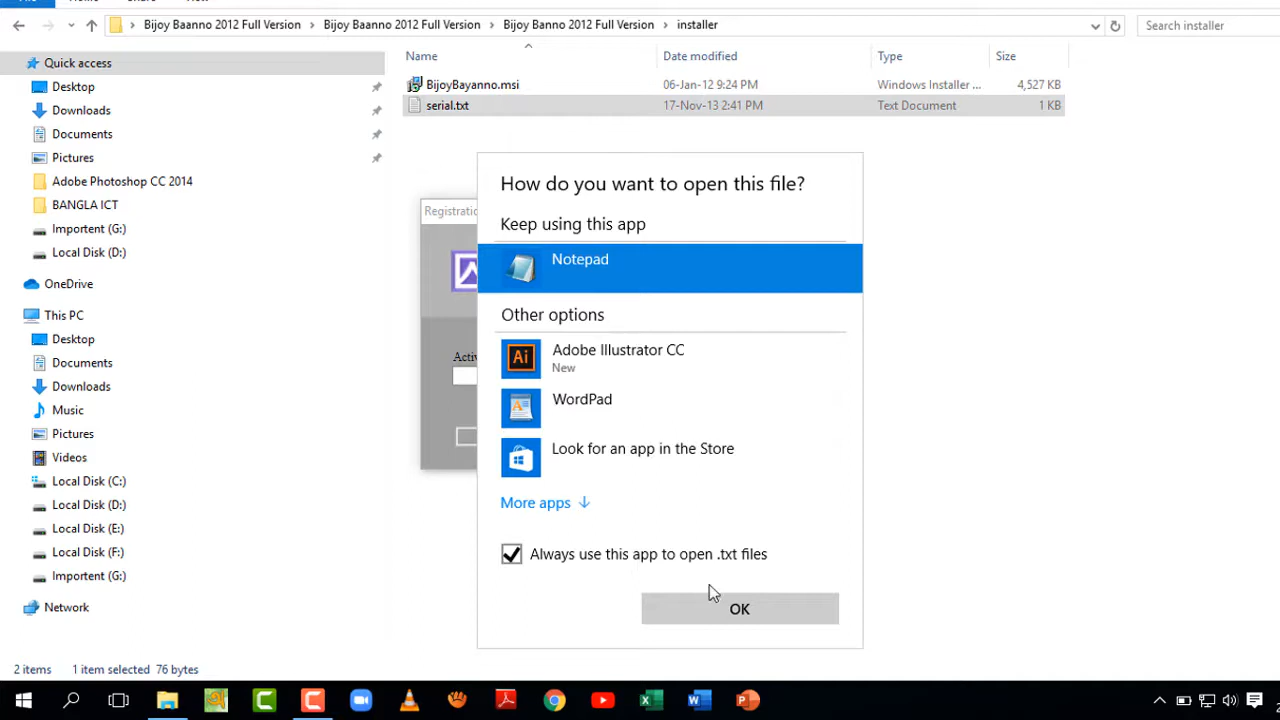 Bijoy Baanno 2012 Full Version > Bijoy Baanno 2012 Full Version > Bijoy Banno 2012 Full Version > installer
Search installer
Name Date modified Type Size
Quick access
BijoyBayanno.msi 06-Jan-12 9:24 PM Windows Installer ... 4,527 KB
serial.txt 17-Nov-13 2:41 PM Text Document 1 KB
Desktop
Downloads
Documents
Pictures
Adobe Photoshop CC 2014
BANGLA ICT
Importent (G:)
Local Disk (D:)
OneDrive
This PC
Desktop
Documents
Downloads
Music
Pictures
Videos
Local Disk (C:)
Local Disk (D:)
Local Disk (E:)
Local Disk (F:)
Importent (G:)
Network
Registratio
Activ
How do you want to open this file?
Keep using this app
Notepad
Other options
Adobe Illustrator CC
New
WordPad
Look for an app in the Store
More apps
Always use this app to open .txt files
OK
2 items 1 item selected 76 bytes